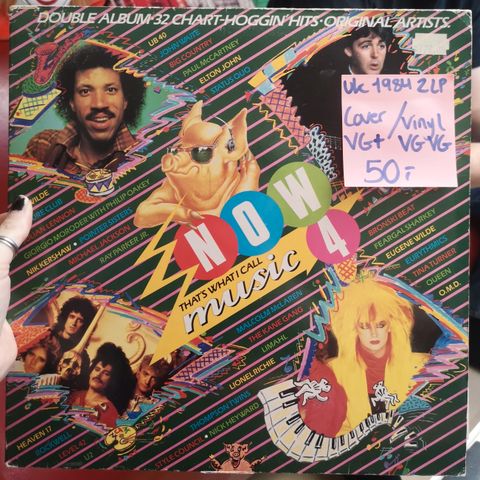 DOUBLE ALBUM·32 CHART-HOGGIN' HITS·ORIGINAL ARTISTS.
UB 40
JOHN WAITE
BIG COUNTRY
PAUL McCARTNEY
ELTON JOHN
STATUS QUO
UK 1984 2 LP
Cover / Vinyl
VG+ VG VG
50:-
WILDE
CLUB
LENNON
GIORGIO MORODER WITH PHILIP OAKEY
NIK KERSHAW · POINTER SISTERS
MICHAEL JACKSON
RAY PARKER JR.
NOW
4
THAT'S WHAT I CALL
music
BRONSKI BEAT
FEARGAL SHARKEY
EUGENE WILDE
EURYTHMICS
TINA TURNER
QUEEN
O.M.D.
MALCOLM McLAREN
THE KANE GANG
LIMAHL
LIONEL RICHIE
THOMPSON TWINS
STYLE COUNCIL · NICK HEYWARD
HEAVEN 17
ROCKWELL
LEVEL 42
U2